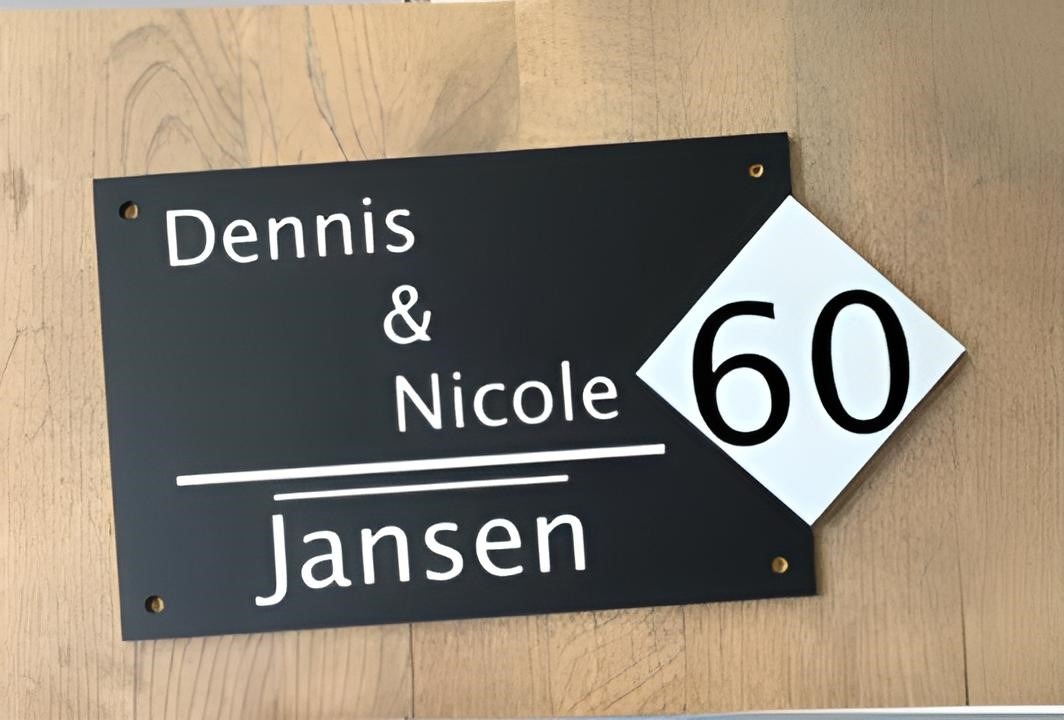 Dennis
&
Nicole
Jansen
60